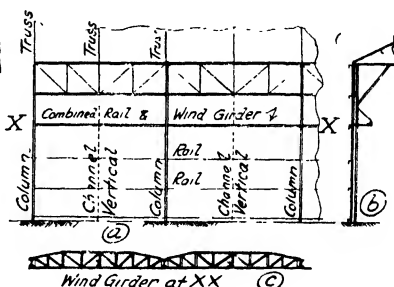 Truss
Truss
Truss
X Combined Rail & Wind Girder X
Column
Channel
Vertical
Column
Rail
Rail
Channel
Vertical
Column
(a)
(b)
Wind Girder at XX (c)